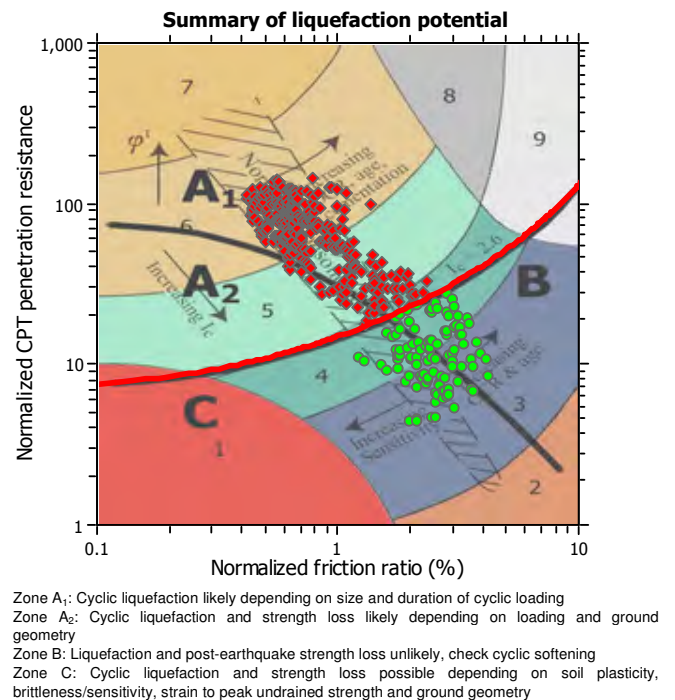 Summary of liquefaction potential
1,000
7
8
9
φ'
100
A1
6
A2
Increasing Ic
5
Ic = 2.6
B
10
4
C
1
Increasing
Sensitivity
3
2
1
0.1
1
10
Normalized CPT penetration resistance
Normalized friction ratio (%)
Zone A1: Cyclic liquefaction likely depending on size and duration of cyclic loading
Zone A2: Cyclic liquefaction and strength loss likely depending on loading and ground
geometry
Zone B: Liquefaction and post-earthquake strength loss unlikely, check cyclic softening
Zone C: Cyclic liquefaction and strength loss possible depending on soil plasticity,
brittleness/sensitivity, strain to peak undrained strength and ground geometry